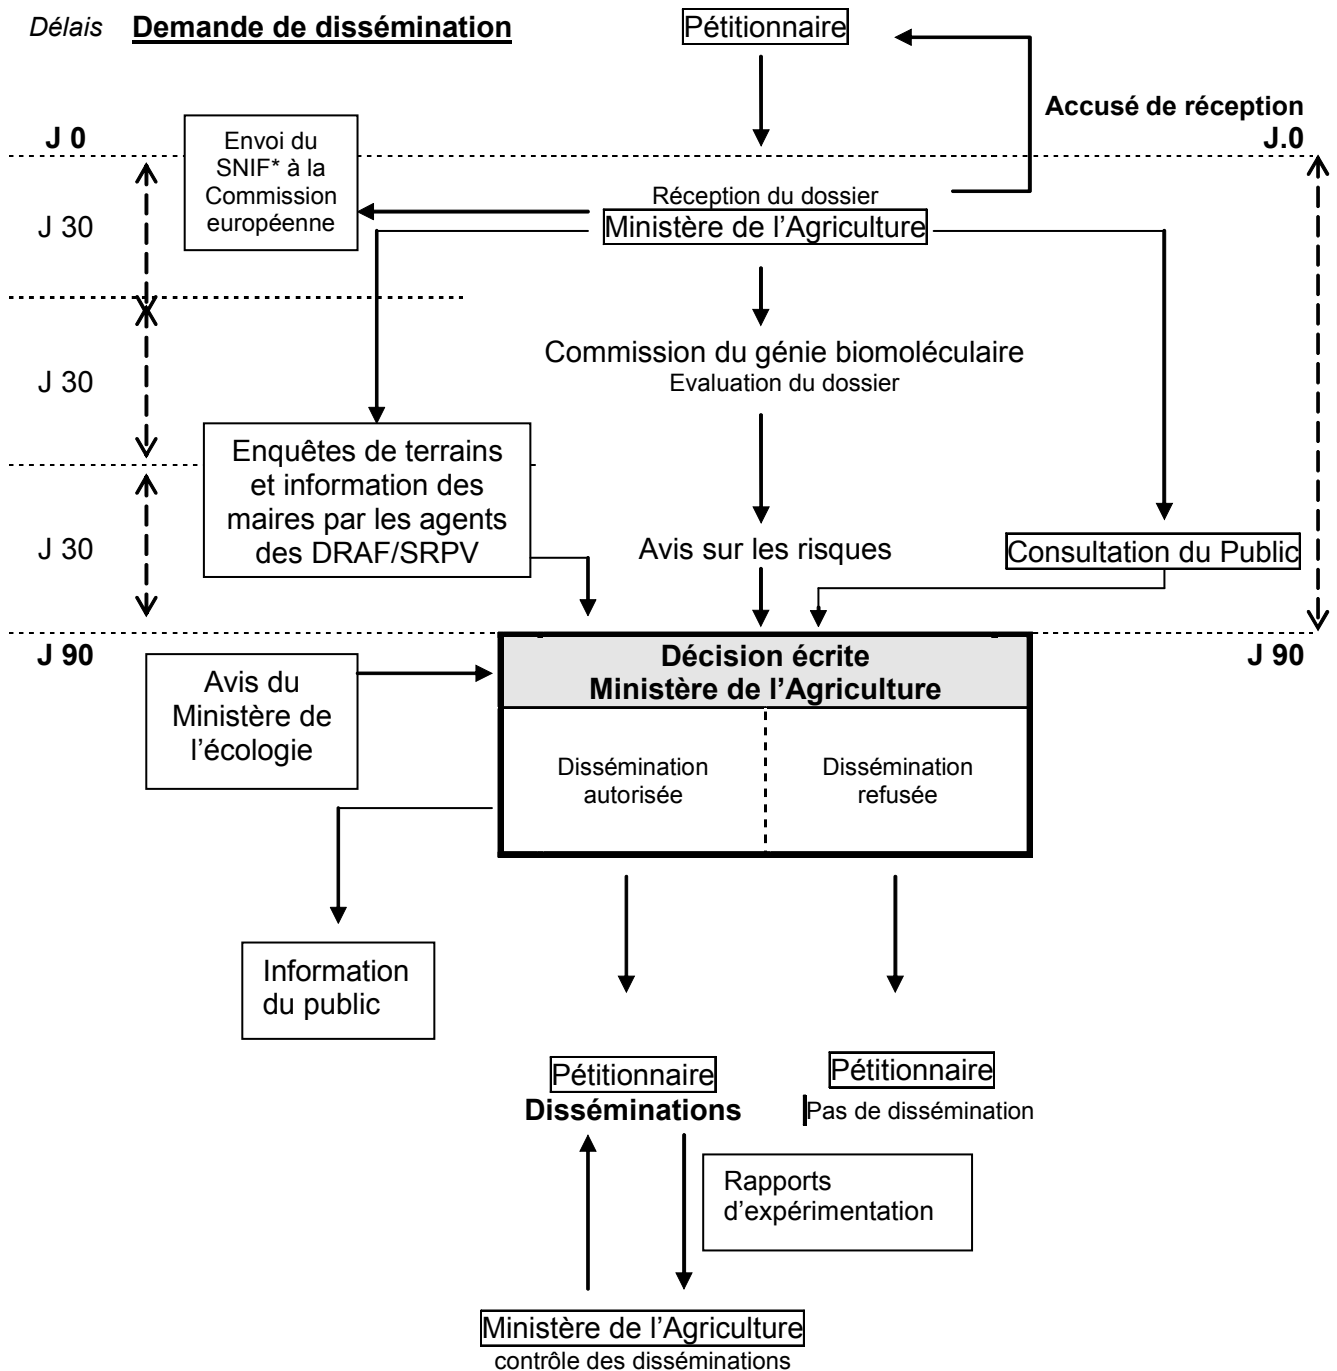 Délais Demande de dissémination
Pétitionnaire
Accusé de réception
J 0
J.0
Envoi du
SNIF* à la
Commission
européenne
J 30
Réception du dossier
Ministère de l’Agriculture
Commission du génie biomoléculaire
Evaluation du dossier
J 30
Enquêtes de terrains
et information des
maires par les agents
des DRAF/SRPV
J 30
Avis sur les risques
Consultation du Public
J 90
J 90
Avis du
Ministère de
l’écologie
Décision écrite
Ministère de l’Agriculture
Dissémination
autorisée
Dissémination
refusée
Information
du public
Pétitionnaire
Disséminations
Pétitionnaire
Pas de dissémination
Rapports
d’expérimentation
Ministère de l’Agriculture
contrôle des disséminations